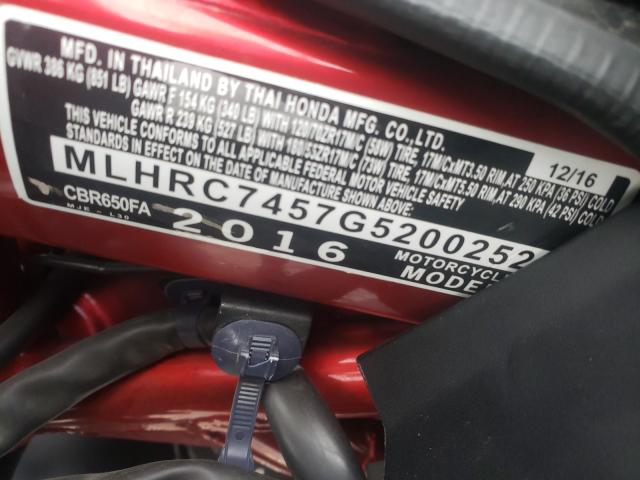 MFD. IN THAILAND BY THAI HONDA MFG. CO.,LTD.
GVWR 386 KG (851 LB) GAWR F 154 KG (340 LB) WITH 120/70ZR17M/C (58W) TIRE 17M/CxMT3.50 RIM, AT 250 KPA (36 PSI) COLD
GAWR R 239 KG (527 LB) WITH 180/55ZR17M/C (73W) TIRE 17M/CxMT5.50 RIM, AT 290 KPA (42 PSI) COLD
THIS VEHICLE CONFORMS TO ALL APPLICABLE FEDERAL MOTOR VEHICLE SAFETY
STANDARDS IN EFFECT ON THE DATE OF MANUFACTURE SHOWN ABOVE.
12/16
MLHRC7457G5200252
CBR650FA
MOTORCYCLE
MJE - L30
2016
MODE